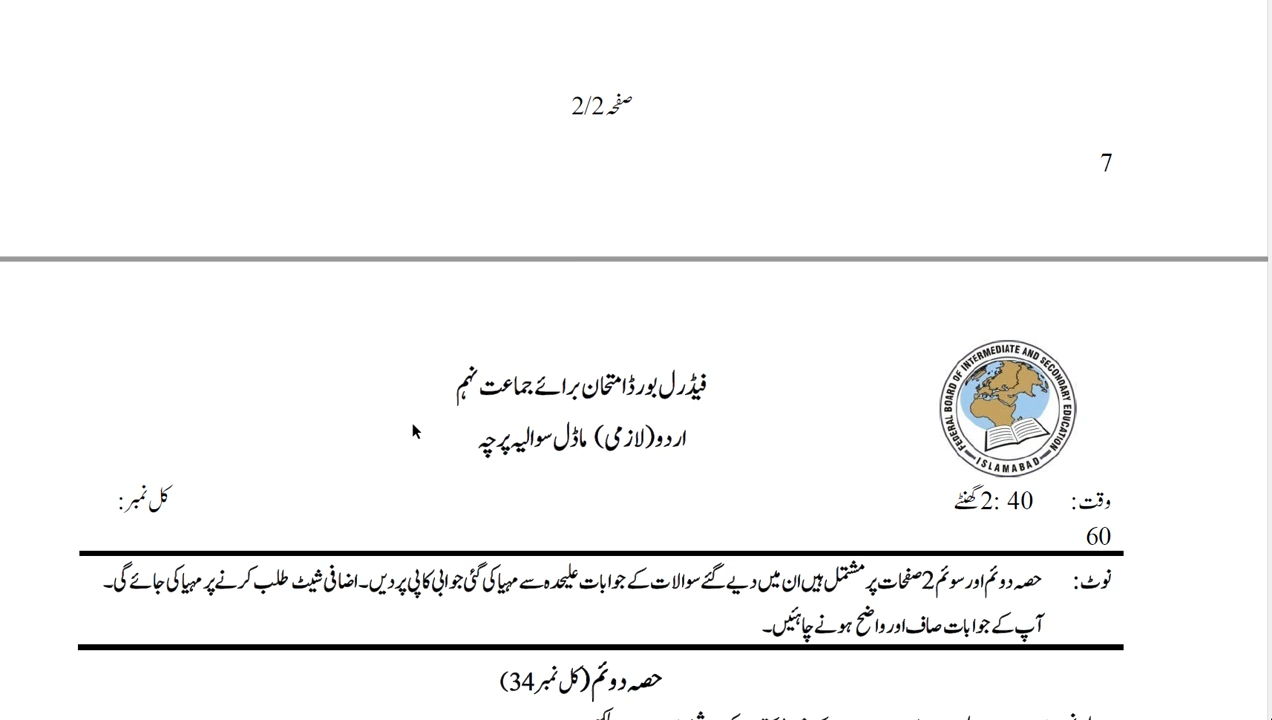 صفحہ 2/2
7
فیڈرل بورڈ امتحان برائے جماعت نہم
اردو(لازمی) ماڈل سوالیہ پرچہ
FEDERAL BOARD OF INTERMEDIATE AND SECONDARY EDUCATION
ISLAMABAD
وقت: 2: 40 گھنٹے کل نمبر:
60
نوٹ: حصہ دوئم اور سوئم 2 صفحات پر مشتمل ہیں ان میں دیے گئے سوالات کے جوابات علیحدہ سے مہیا کی گئی جوابی کاپی پر دیں۔ اضافی شیٹ طلب کرنے پر مہیا کی جائے گی۔
آپ کے جوابات صاف اور واضح ہونے چاہئیں۔
حصہ دوئم (کل نمبر 34)